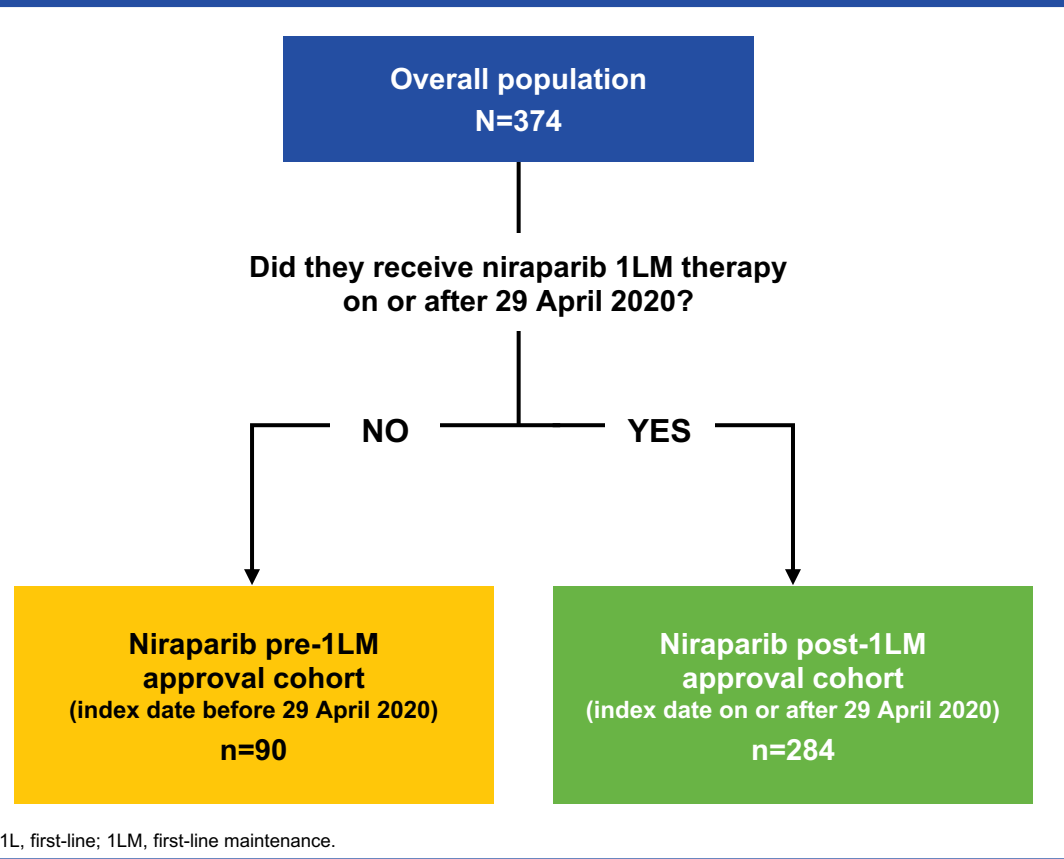 Overall population
N=374
Did they receive niraparib 1LM therapy
on or after 29 April 2020?
NO
YES
Niraparib pre-1LM
approval cohort
(index date before 29 April 2020)
n=90
Niraparib post-1LM
approval cohort
(index date on or after 29 April 2020)
n=284
1L, first-line; 1LM, first-line maintenance.